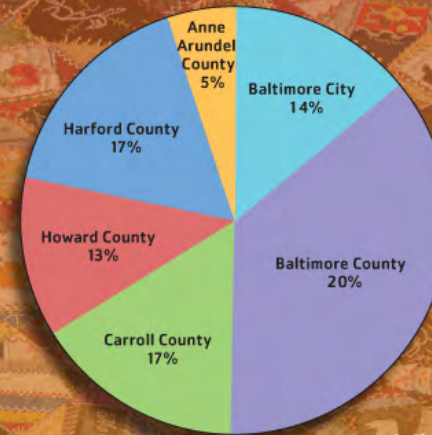 Anne
Arundel
County
5%
Baltimore City
14%
Harford County
17%
Howard County
13%
Baltimore County
20%
Carroll County
17%